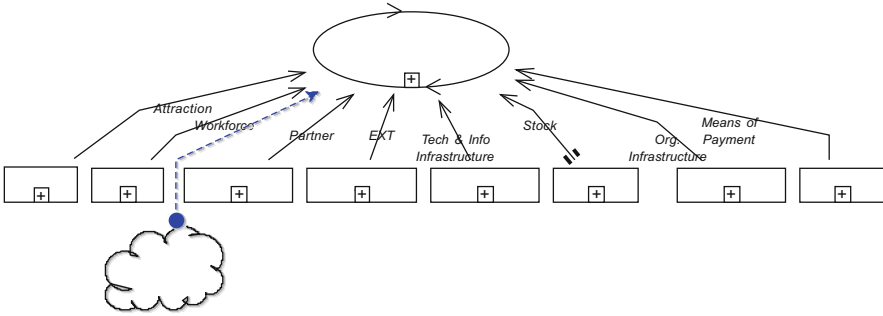 Attraction
Workforce
Partner
EXT
Tech & Info
Infrastructure
Stock
Org.
Infrastructure
Means of
Payment
+
+
+
+
+
+
+
+
+